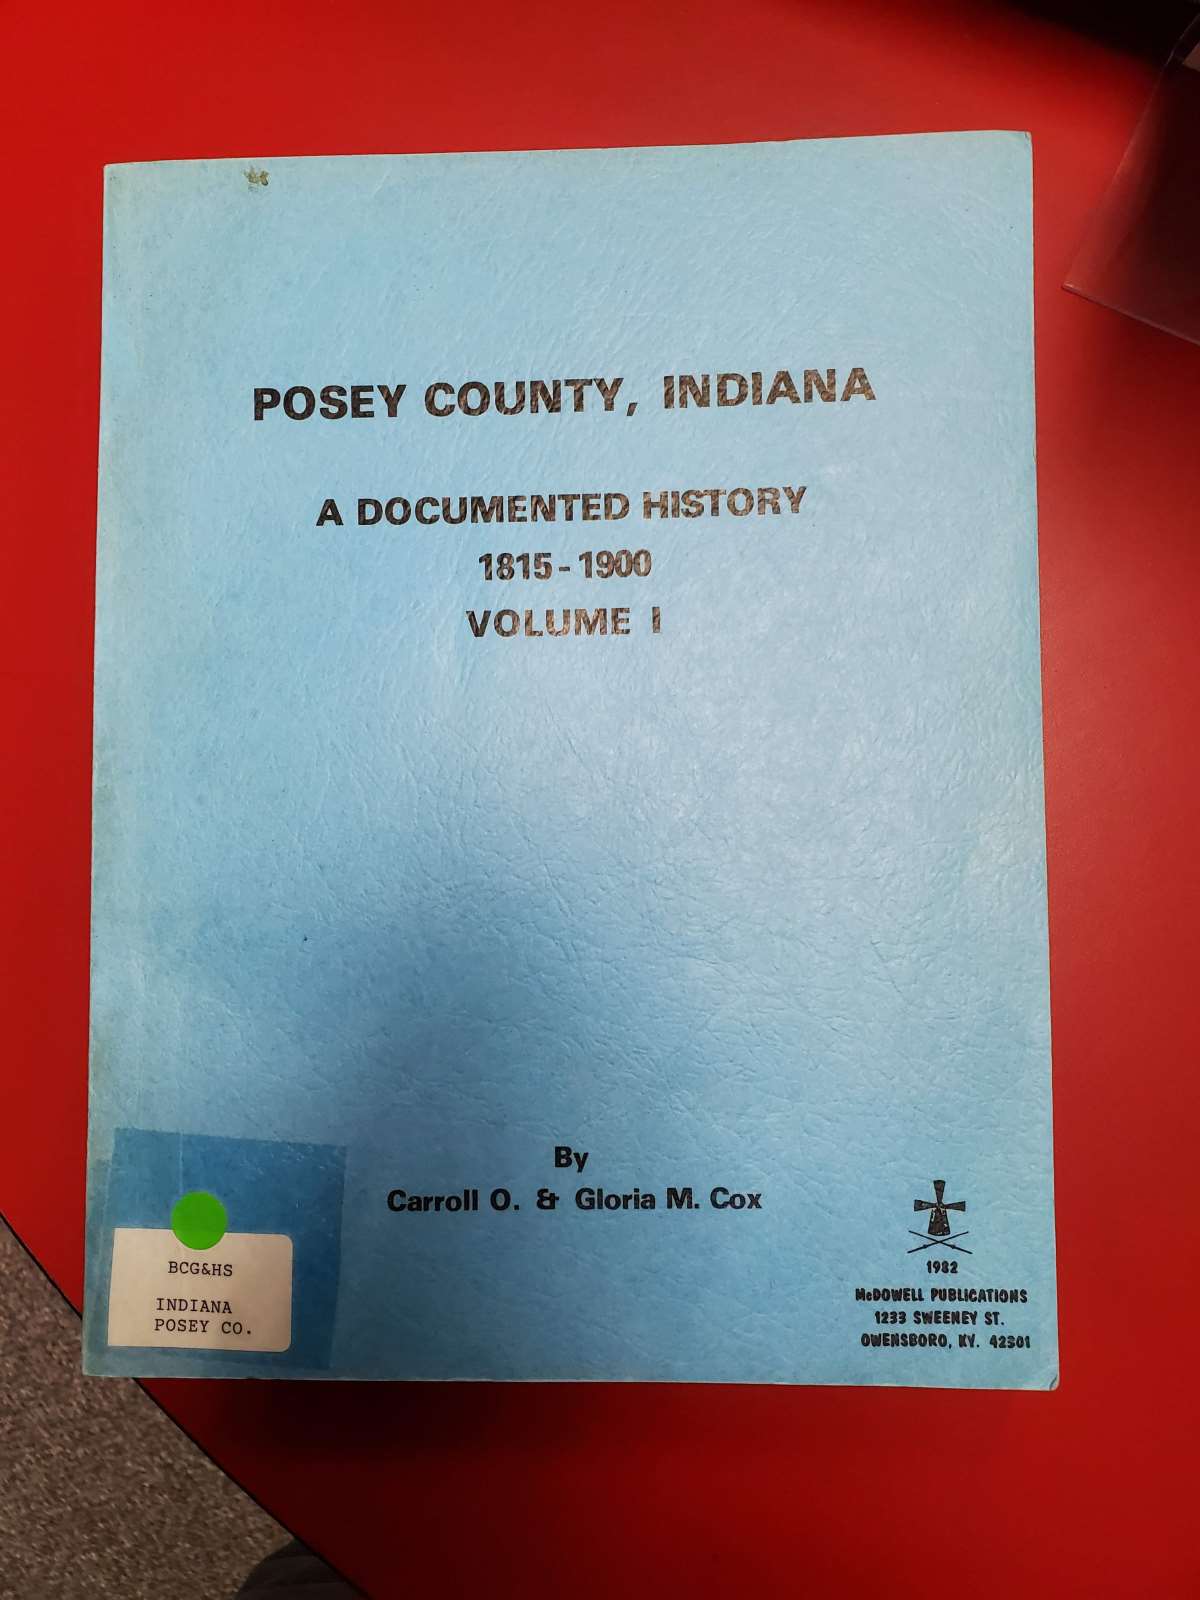 POSEY COUNTY, INDIANA
A DOCUMENTED HISTORY
1815-1900
VOLUME I
By
Carroll O. & Gloria M. Cox
1982
McDOWELL PUBLICATIONS
1233 SWEENEY ST.
OWENSBORO, KY. 42301
BCG&HS
INDIANA
POSEY CO.